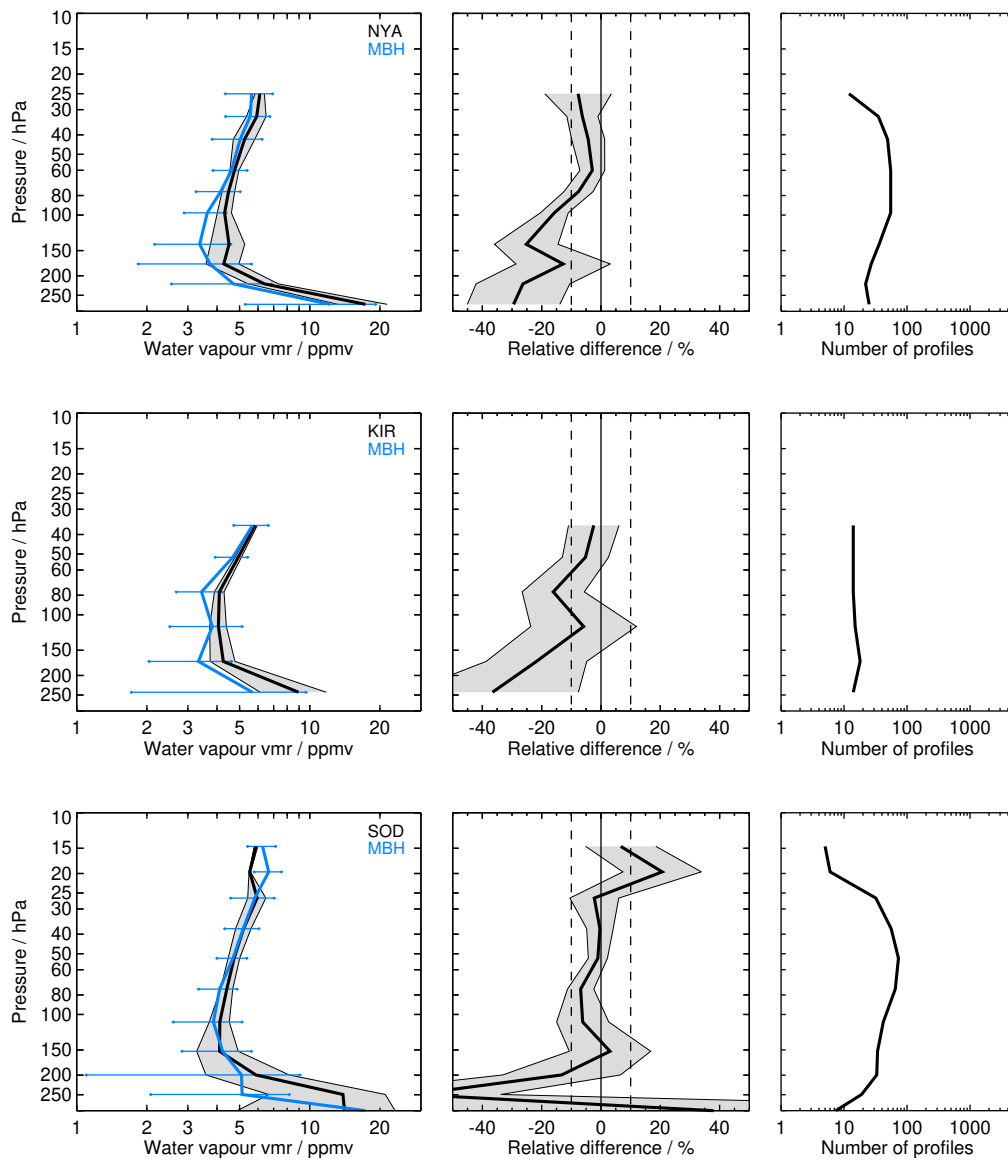 10
15
20
25
30
40
50
60
80
100
150
200
250
Pressure / hPa
NYA
MBH
1 2 3 5 10 20
Water vapour vmr / ppmv
-40 -20 0 20 40
Relative difference / %
1 10 100 1000
Number of profiles
10
15
20
25
30
40
50
60
80
100
150
200
250
Pressure / hPa
KIR
MBH
1 2 3 5 10 20
Water vapour vmr / ppmv
-40 -20 0 20 40
Relative difference / %
1 10 100 1000
Number of profiles
10
15
20
25
30
40
50
60
80
100
150
200
250
Pressure / hPa
SOD
MBH
1 2 3 5 10 20
Water vapour vmr / ppmv
-40 -20 0 20 40
Relative difference / %
1 10 100 1000
Number of profiles